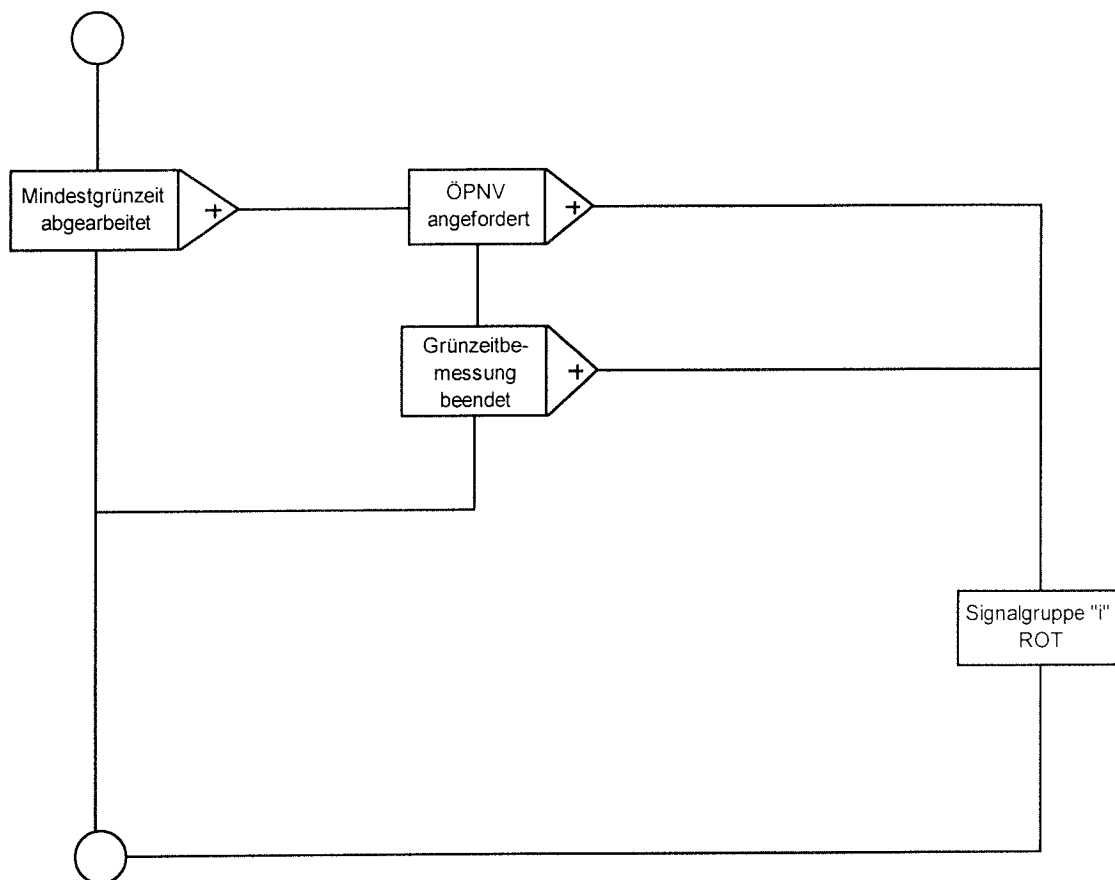 Mindestgrünzeit
abgearbeitet
+
ÖPNV
angefordert
+
Grünzeitbe-
messung
beendet
+
Signalgruppe "i"
ROT